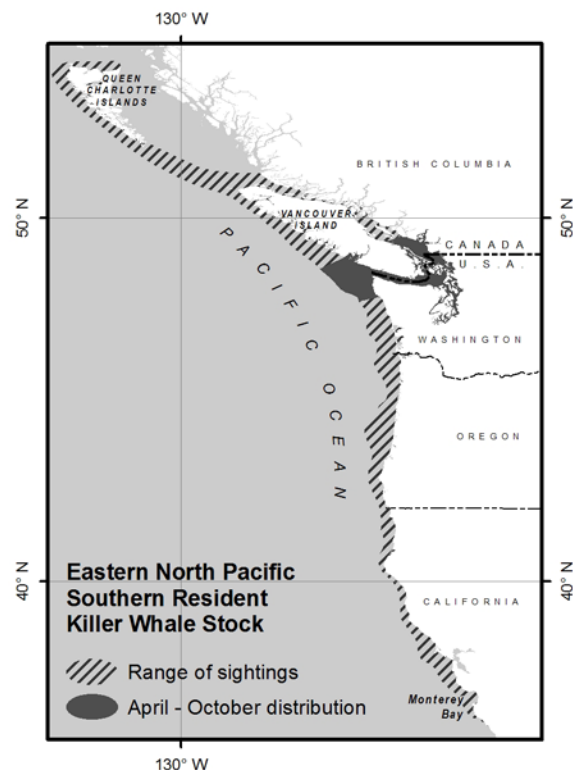 130° W
QUEEN
CHARLOTTE
ISLANDS
BRITISH COLUMBIA
50° N
50° N
VANCOUVER
ISLAND
CANADA
U.S.A.
PACIFIC OCEAN
WASHINGTON
OREGON
40° N
40° N
CALIFORNIA
Eastern North Pacific
Southern Resident
Killer Whale Stock
Range of sightings
April - October distribution
Monterey
Bay
130° W